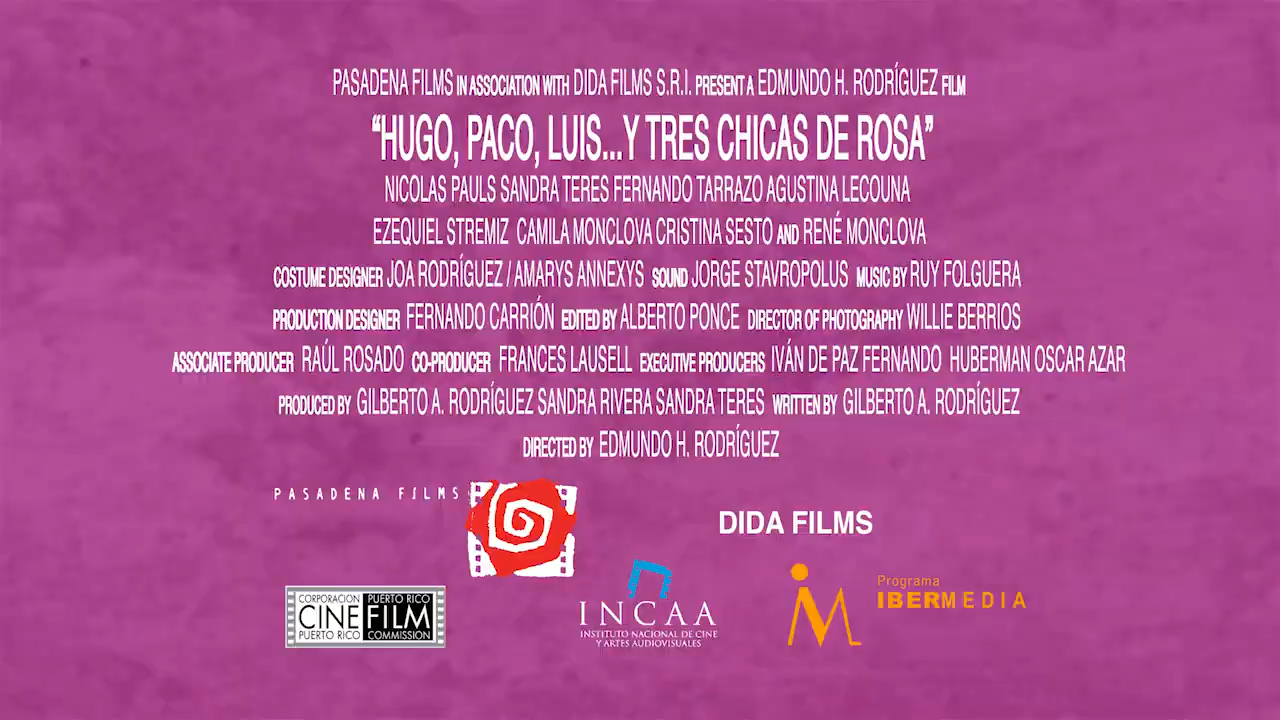 PASADENA FILMS IN ASSOCIATION WITH DIDA FILMS S.R.I. PRESENT A EDMUNDO H. RODRÍGUEZ FILM
“HUGO, PACO, LUIS...Y TRES CHICAS DE ROSA”
NICOLAS PAULS SANDRA TERES FERNANDO TARRAZO AGUSTINA LECOUNA
EZEQUIEL STREMIZ CAMILA MONCLOVA CRISTINA SESTO AND RENÉ MONCLOVA
COSTUME DESIGNER JOA RODRÍGUEZ / AMARYS ANNEXYS SOUND JORGE STAVROPOLUS MUSIC BY RUY FOLGUERA
PRODUCTION DESIGNER FERNANDO CARRIÓN EDITED BY ALBERTO PONCE DIRECTOR OF PHOTOGRAPHY WILLIE BERRIOS
ASSOCIATE PRODUCER RAÚL ROSADO CO-PRODUCER FRANCES LAUSELL EXECUTIVE PRODUCERS IVÁN DE PAZ FERNANDO HUBERMAN OSCAR AZAR
PRODUCED BY GILBERTO A. RODRÍGUEZ SANDRA RIVERA SANDRA TERES WRITTEN BY GILBERTO A. RODRÍGUEZ
DIRECTED BY EDMUNDO H. RODRÍGUEZ
PASADENA FILMS
DIDA FILMS
CORPORACION
CINE
PUERTO RICO
PUERTO RICO
FILM
COMMISSION
INCAA
INSTITUTO NACIONAL DE CINE
Y ARTES AUDIOVISUALES
Programa
IBERMEDIA